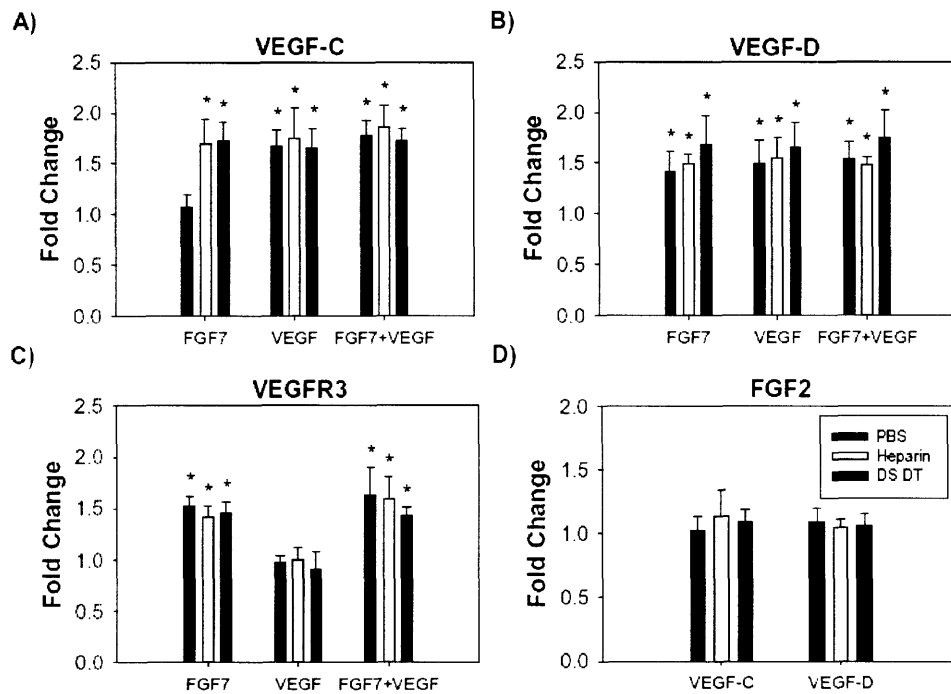 A)
VEGF-C
Fold Change
2.5
2.0
1.5
1.0
0.5
0.0
* * * * * * * *
FGF7 VEGF FGF7+VEGF
B)
VEGF-D
Fold Change
2.5
2.0
1.5
1.0
0.5
0.0
* * * * * * * * *
FGF7 VEGF FGF7+VEGF
C)
VEGFR3
Fold Change
2.5
2.0
1.5
1.0
0.5
0.0
* * * * * *
FGF7 VEGF FGF7+VEGF
D)
FGF2
Fold Change
2.0
1.5
1.0
0.5
0.0
PBS
Heparin
DS DT
VEGF-C VEGF-D